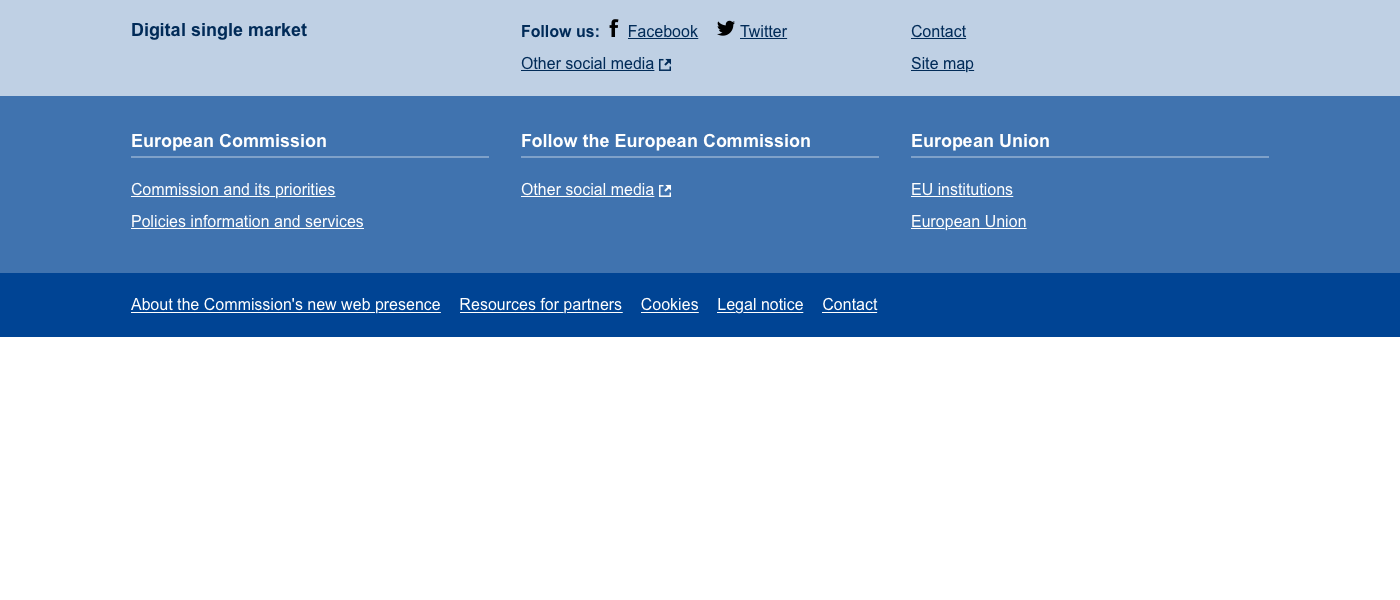 Digital single market
Follow us: Facebook Twitter
Other social media
Contact
Site map
European Commission
Commission and its priorities
Policies information and services
Follow the European Commission
Other social media
European Union
EU institutions
European Union
About the Commission's new web presence Resources for partners Cookies Legal notice Contact